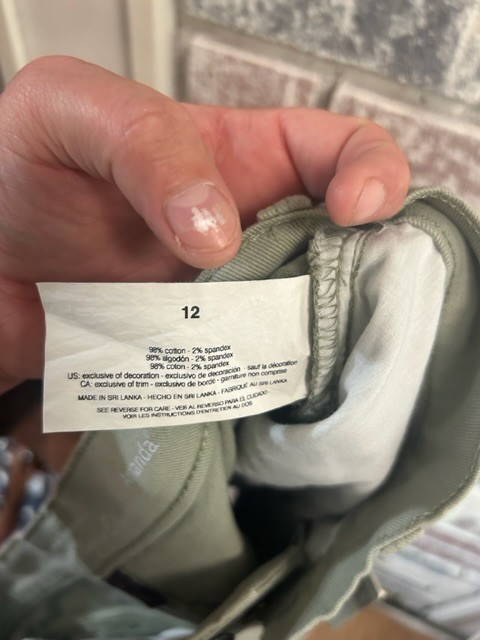 12
98% cotton - 2% spandex
98% algodón - 2% spandex
98% coton - 2% spandex
US: exclusive of decoration - exclusivo de decoración - sauf la décoration
CA: exclusive of trim - exclusivo de borde - garniture non comprise
MADE IN SRI LANKA - HECHO EN SRI LANKA - FABRIQUÉ AU SRI LANKA
SEE REVERSE FOR CARE - VER AL REVERSO PARA EL CUIDADO -
VOIR LES INSTRUCTIONS D'ENTRETIEN AU DOS